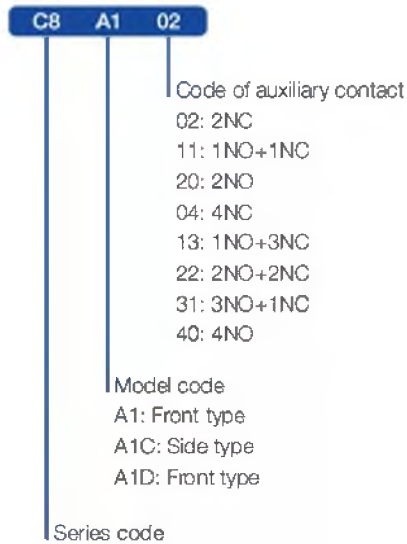 C8 A1 02
Code of auxiliary contact
02: 2NC
11: 1NO+1NC
20: 2NO
04: 4NC
13: 1NO+3NC
22: 2NO+2NC
31: 3NO+1NC
40: 4NO
Model code
A1: Front type
A1C: Side type
A1D: Front type
Series code